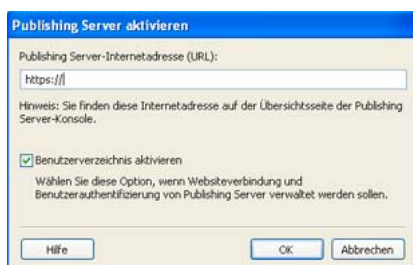 Publishing Server aktivieren
Publishing Server-Internetadresse (URL):
https://
Hinweis: Sie finden diese Internetadresse auf der Übersichtsseite der Publishing
Server-Konsole.
Benutzerverzeichnis aktivieren
Wählen Sie diese Option, wenn Websiteverbindung und
Benutzerauthentifizierung von Publishing Server verwaltet werden sollen.
Hilfe
OK
Abbrechen